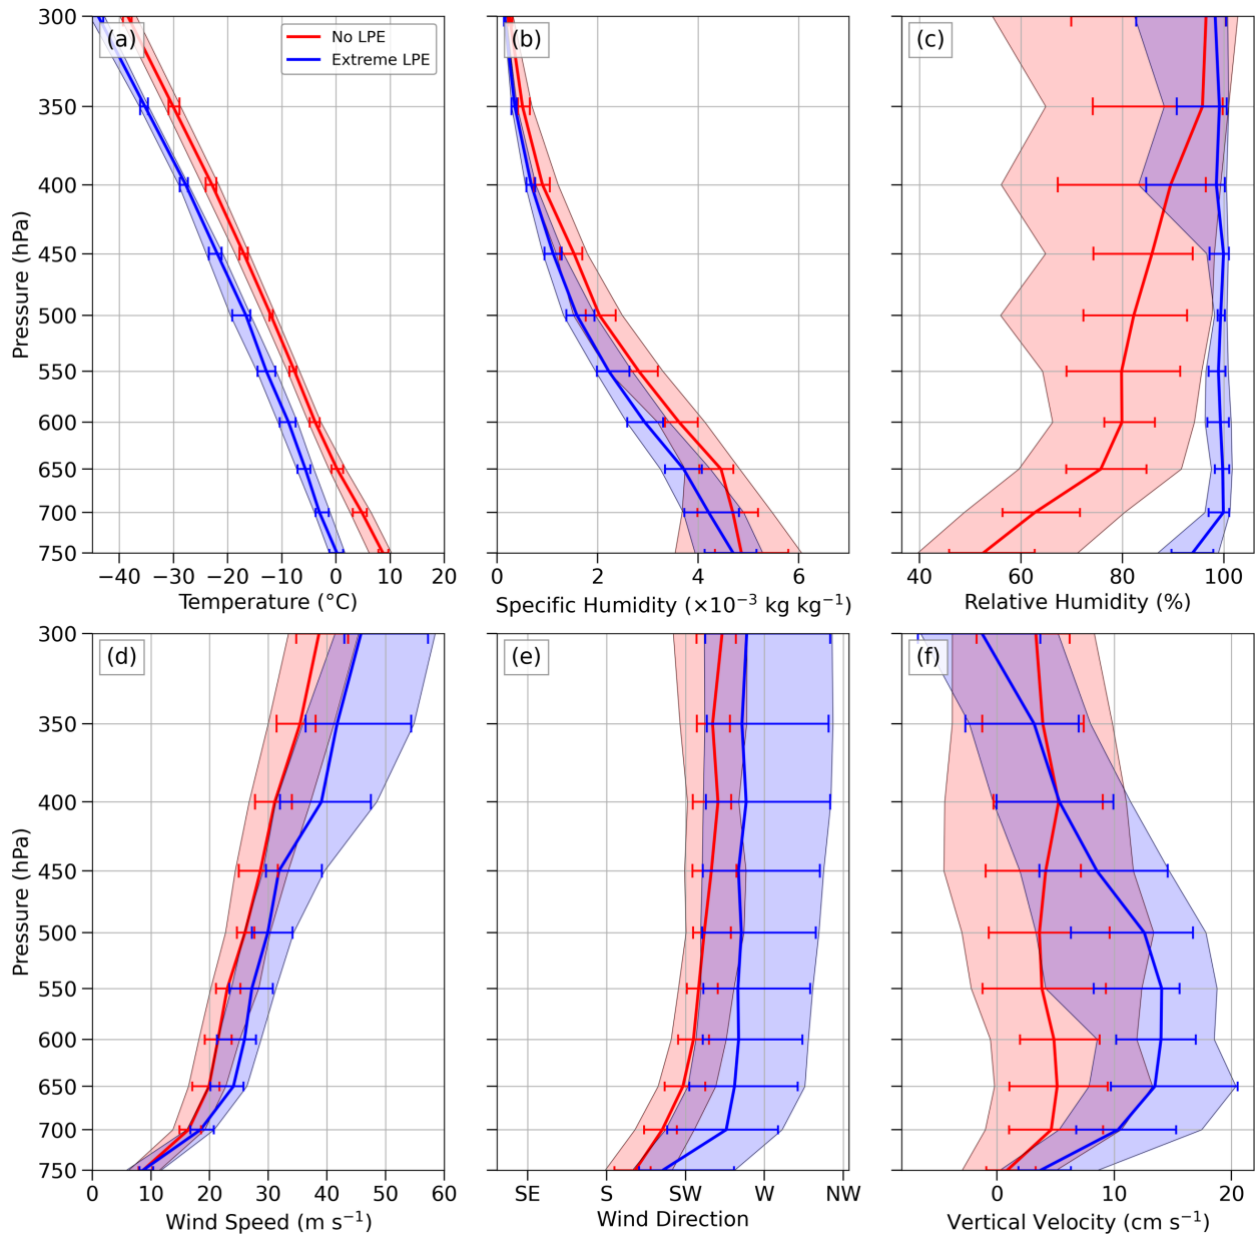 (a)
No LPE
Extreme LPE
(b)
(c)
Pressure (hPa)
300
350
400
450
500
550
600
650
700
750
−40 −30 −20 −10 0 10 20
Temperature (°C)
0 2 4 6
Specific Humidity (×10⁻³ kg kg⁻¹)
40 60 80 100
Relative Humidity (%)
(d)
(e)
(f)
Pressure (hPa)
300
350
400
450
500
550
600
650
700
750
0 10 20 30 40 50 60
Wind Speed (m s⁻¹)
SE S SW W NW
Wind Direction
0 10 20
Vertical Velocity (cm s⁻¹)